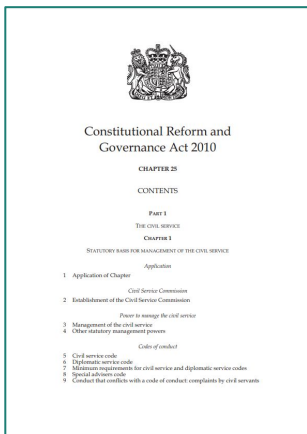 Constitutional Reform and
Governance Act 2010
CHAPTER 25
CONTENTS
PART 1
THE CIVIL SERVICE
CHAPTER 1
STATUTORY BASIS FOR MANAGEMENT OF THE CIVIL SERVICE
Application
1 Application of Chapter
Civil Service Commission
2 Establishment of the Civil Service Commission
Power to manage the civil service
3 Management of the civil service
4 Other statutory management powers
Codes of conduct
5 Civil service code
6 Diplomatic service code
7 Minimum requirements for civil service and diplomatic service codes
8 Special advisers code
9 Conduct that conflicts with a code of conduct: complaints by civil servants